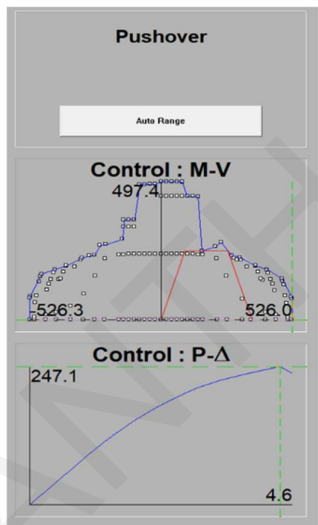 Pushover
Auto Range
Control : M-V
497.4
-526.3 526.0
Control : P-Δ
247.1
4.6